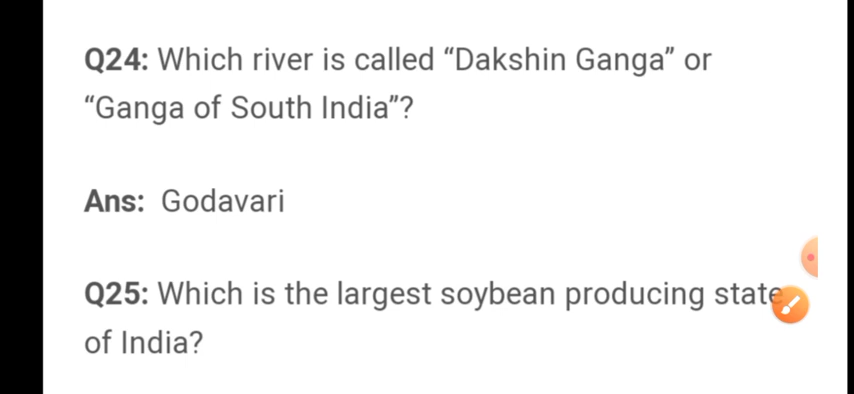 Q24: Which river is called “Dakshin Ganga” or
“Ganga of South India”?
Ans: Godavari
Q25: Which is the largest soybean producing state
of India?